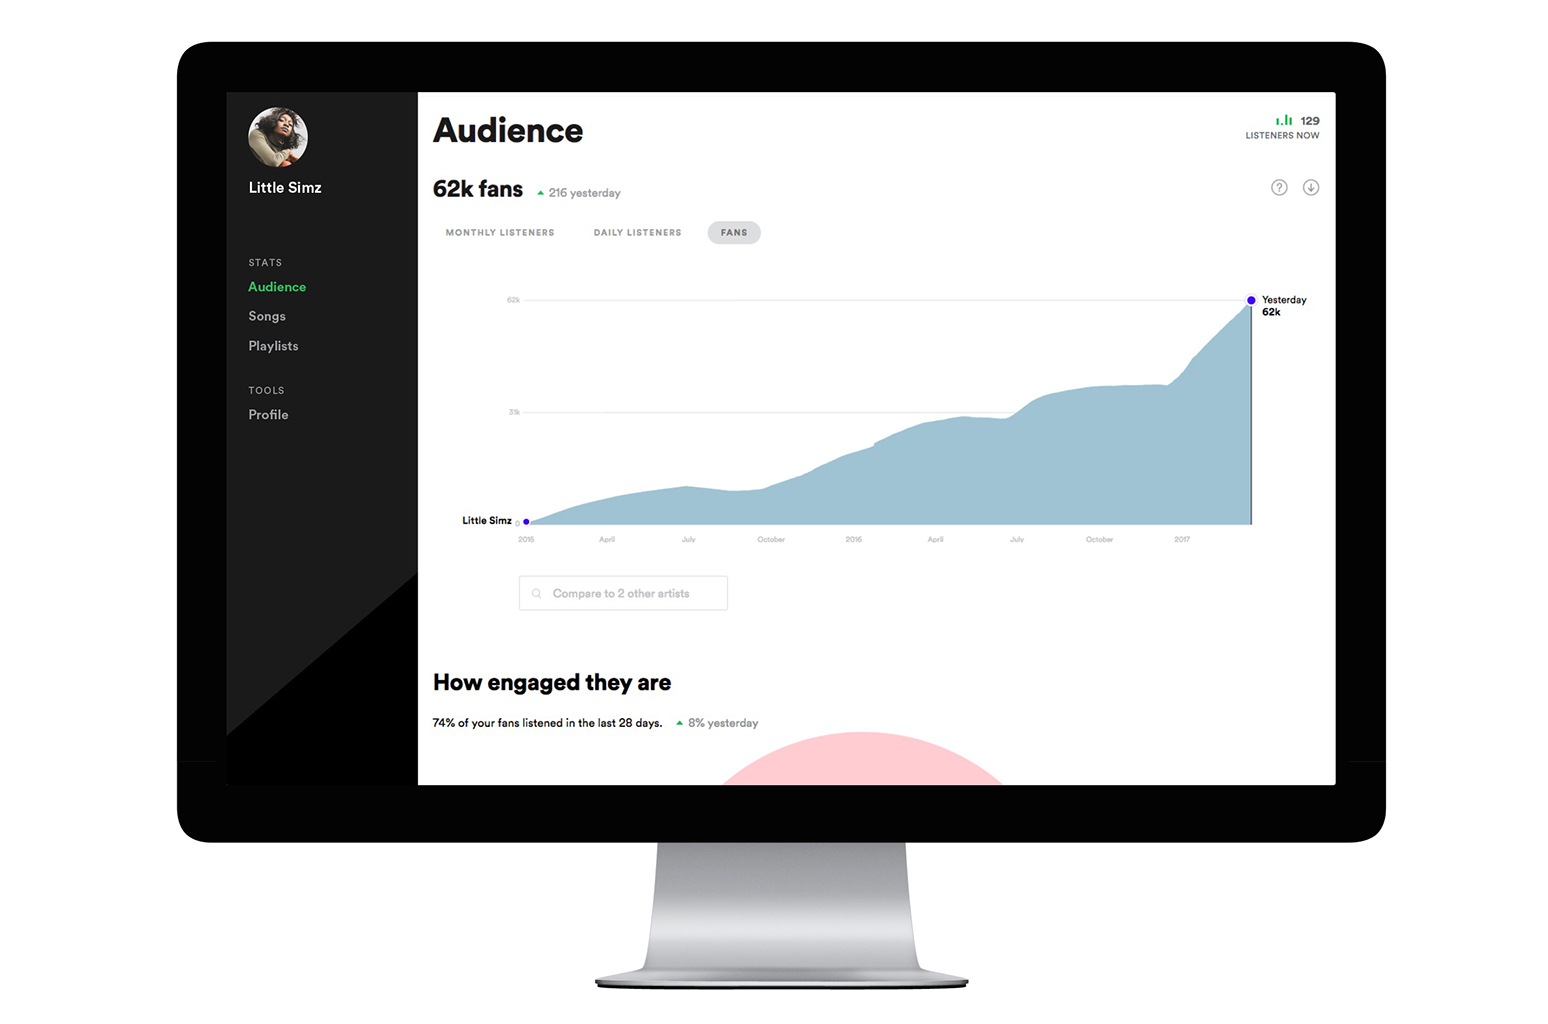 Little Simz
STATS
Audience
Songs
Playlists
TOOLS
Profile
Audience
129
LISTENERS NOW
62k fans
216 yesterday
?
MONTHLY LISTENERS
DAILY LISTENERS
FANS
62k
Yesterday
62k
31k
Little Simz
0
2015 April July October 2016 April July October 2017
Compare to 2 other artists
How engaged they are
74% of your fans listened in the last 28 days.
8% yesterday